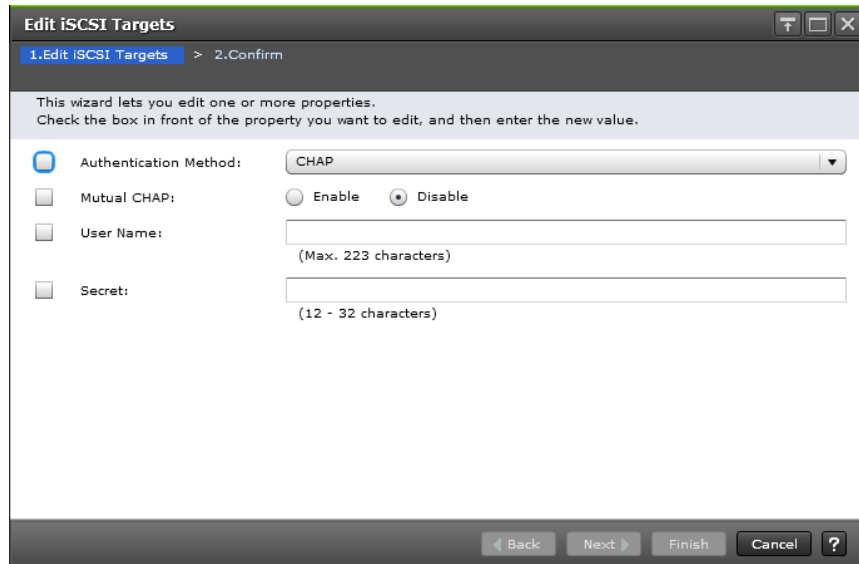 Edit iSCSI Targets
1.Edit iSCSI Targets > 2.Confirm
This wizard lets you edit one or more properties.
Check the box in front of the property you want to edit, and then enter the new value.
Authentication Method: CHAP
Mutual CHAP: Enable Disable
User Name:
(Max. 223 characters)
Secret:
(12 - 32 characters)
Back Next Finish Cancel ?